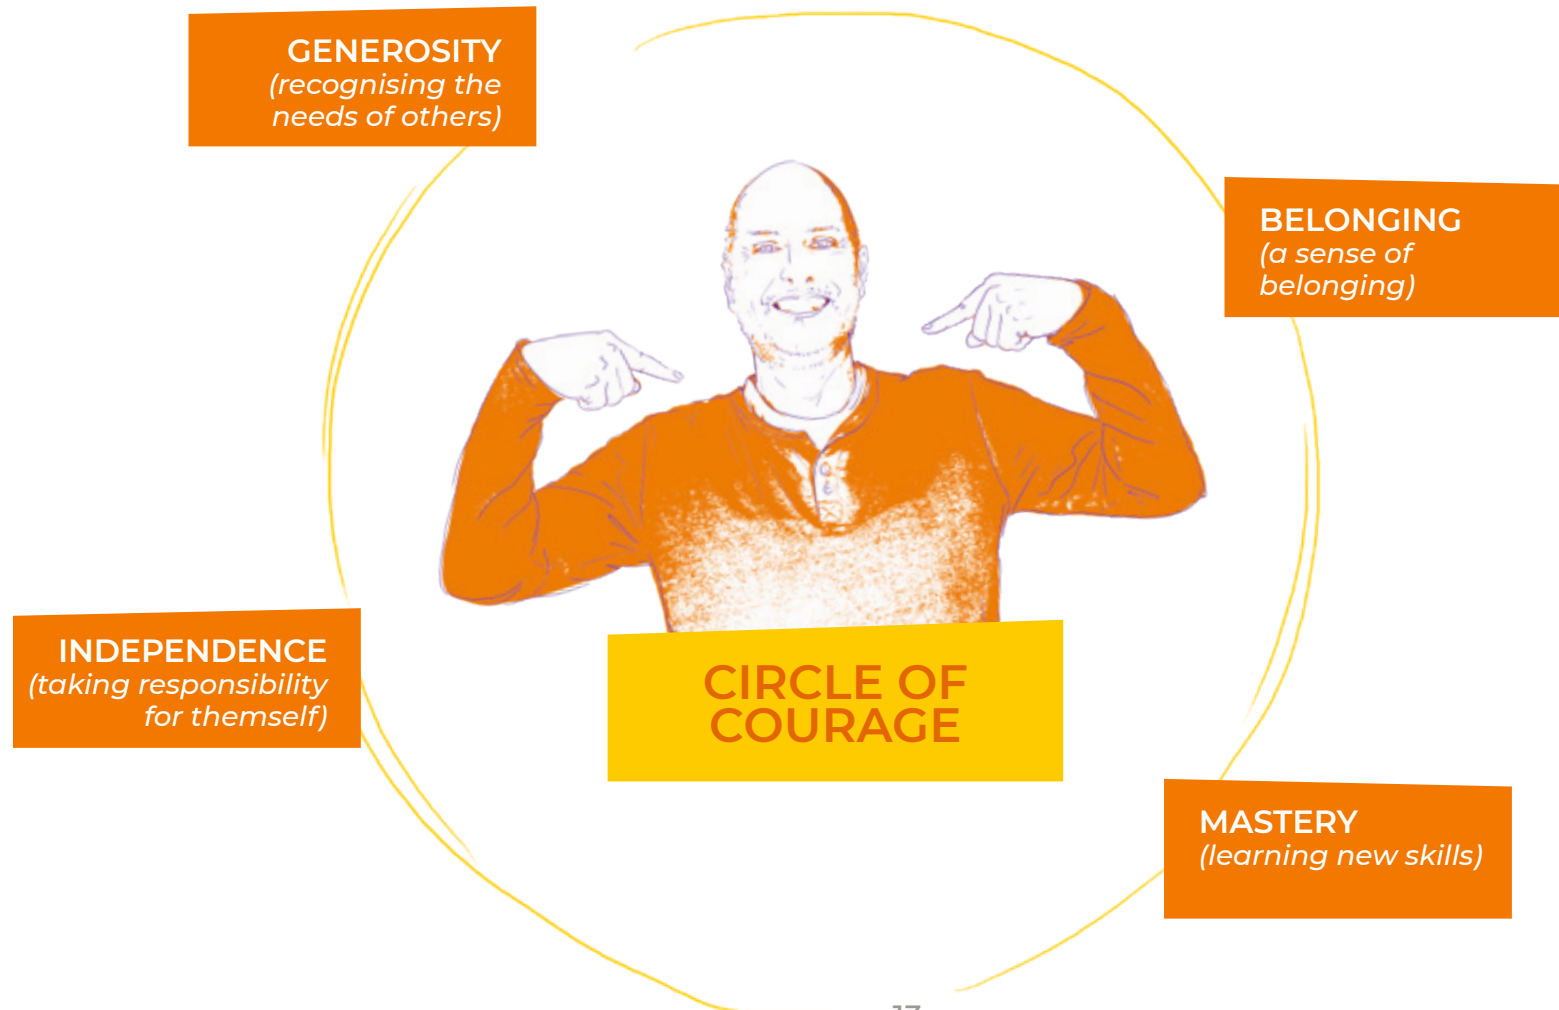 GENEROSITY
(recognising the
needs of others)
BELONGING
(a sense of
belonging)
INDEPENDENCE
(taking responsibility
for themself)
CIRCLE OF
COURAGE
MASTERY
(learning new skills)